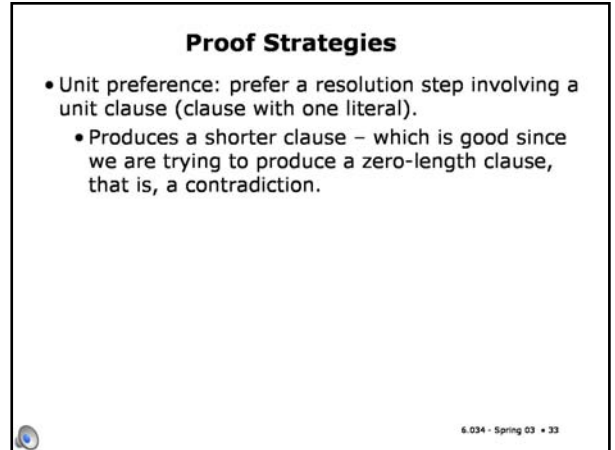 Proof Strategies
• Unit preference: prefer a resolution step involving a
unit clause (clause with one literal).
• Produces a shorter clause – which is good since
we are trying to produce a zero-length clause,
that is, a contradiction.
6.034 - Spring 03 • 33